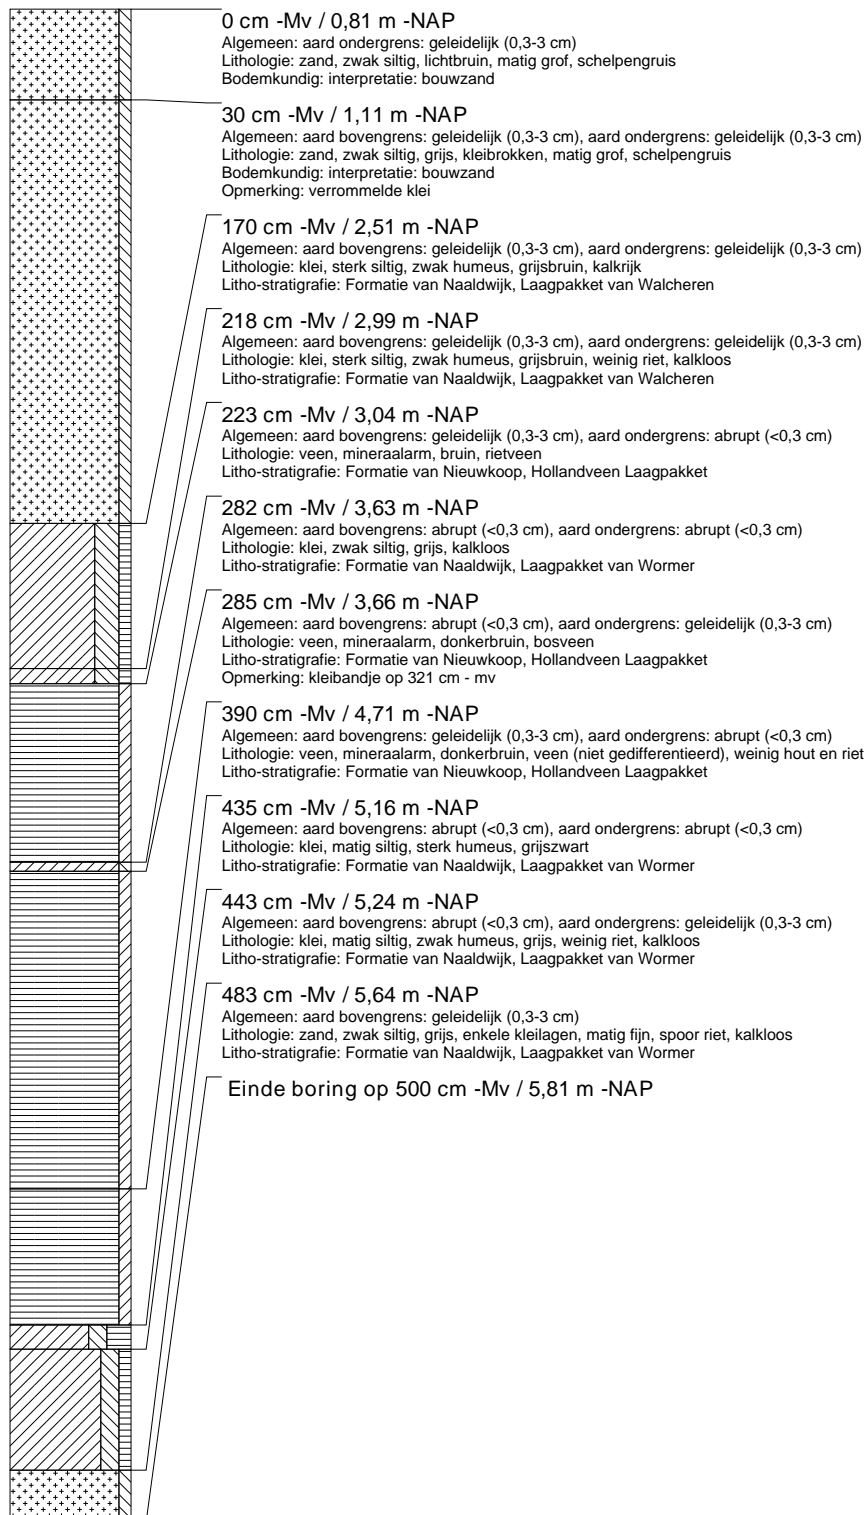 0 cm -Mv / 0,81 m -NAP
Algemeen: aard ondergrens: geleidelijk (0,3-3 cm)
Lithologie: zand, zwak siltig, lichtbruin, matig grof, schelpengruis
Bodemkundig: interpretatie: bouwzand
30 cm -Mv / 1,11 m -NAP
Algemeen: aard bovengrens: geleidelijk (0,3-3 cm), aard ondergrens: geleidelijk (0,3-3 cm)
Lithologie: zand, zwak siltig, grijs, kleibrokken, matig grof, schelpengruis
Bodemkundig: interpretatie: bouwzand
Opmerking: verrommelde klei
170 cm -Mv / 2,51 m -NAP
Algemeen: aard bovengrens: geleidelijk (0,3-3 cm), aard ondergrens: geleidelijk (0,3-3 cm)
Lithologie: klei, sterk siltig, zwak humeus, grijsbruin, kalkrijk
Litho-stratigrafie: Formatie van Naaldwijk, Laagpakket van Walcheren
218 cm -Mv / 2,99 m -NAP
Algemeen: aard bovengrens: geleidelijk (0,3-3 cm), aard ondergrens: geleidelijk (0,3-3 cm)
Lithologie: klei, sterk siltig, zwak humeus, grijsbruin, weinig riet, kalkloos
Litho-stratigrafie: Formatie van Naaldwijk, Laagpakket van Walcheren
223 cm -Mv / 3,04 m -NAP
Algemeen: aard bovengrens: geleidelijk (0,3-3 cm), aard ondergrens: abrupt (<0,3 cm)
Lithologie: veen, mineraalarm, bruin, rietveen
Litho-stratigrafie: Formatie van Nieuwkoop, Hollandveen Laagpakket
282 cm -Mv / 3,63 m -NAP
Algemeen: aard bovengrens: abrupt (<0,3 cm), aard ondergrens: abrupt (<0,3 cm)
Lithologie: klei, zwak siltig, grijs, kalkloos
Litho-stratigrafie: Formatie van Naaldwijk, Laagpakket van Wormer
285 cm -Mv / 3,66 m -NAP
Algemeen: aard bovengrens: abrupt (<0,3 cm), aard ondergrens: geleidelijk (0,3-3 cm)
Lithologie: veen, mineraalarm, donkerbruin, bosveen
Litho-stratigrafie: Formatie van Nieuwkoop, Hollandveen Laagpakket
Opmerking: kleibandje op 321 cm - mv
390 cm -Mv / 4,71 m -NAP
Algemeen: aard bovengrens: geleidelijk (0,3-3 cm), aard ondergrens: abrupt (<0,3 cm)
Lithologie: veen, mineraalarm, donkerbruin, veen (niet gedifferentieerd), weinig hout en riet
Litho-stratigrafie: Formatie van Nieuwkoop, Hollandveen Laagpakket
435 cm -Mv / 5,16 m -NAP
Algemeen: aard bovengrens: abrupt (<0,3 cm), aard ondergrens: abrupt (<0,3 cm)
Lithologie: klei, matig siltig, sterk humeus, grijszwart
Litho-stratigrafie: Formatie van Naaldwijk, Laagpakket van Wormer
443 cm -Mv / 5,24 m -NAP
Algemeen: aard bovengrens: abrupt (<0,3 cm), aard ondergrens: geleidelijk (0,3-3 cm)
Lithologie: klei, matig siltig, zwak humeus, grijs, weinig riet, kalkloos
Litho-stratigrafie: Formatie van Naaldwijk, Laagpakket van Wormer
483 cm -Mv / 5,64 m -NAP
Algemeen: aard bovengrens: geleidelijk (0,3-3 cm)
Lithologie: zand, zwak siltig, grijs, enkele kleilagen, matig fijn, spoor riet, kalkloos
Litho-stratigrafie: Formatie van Naaldwijk, Laagpakket van Wormer
Einde boring op 500 cm -Mv / 5,81 m -NAP